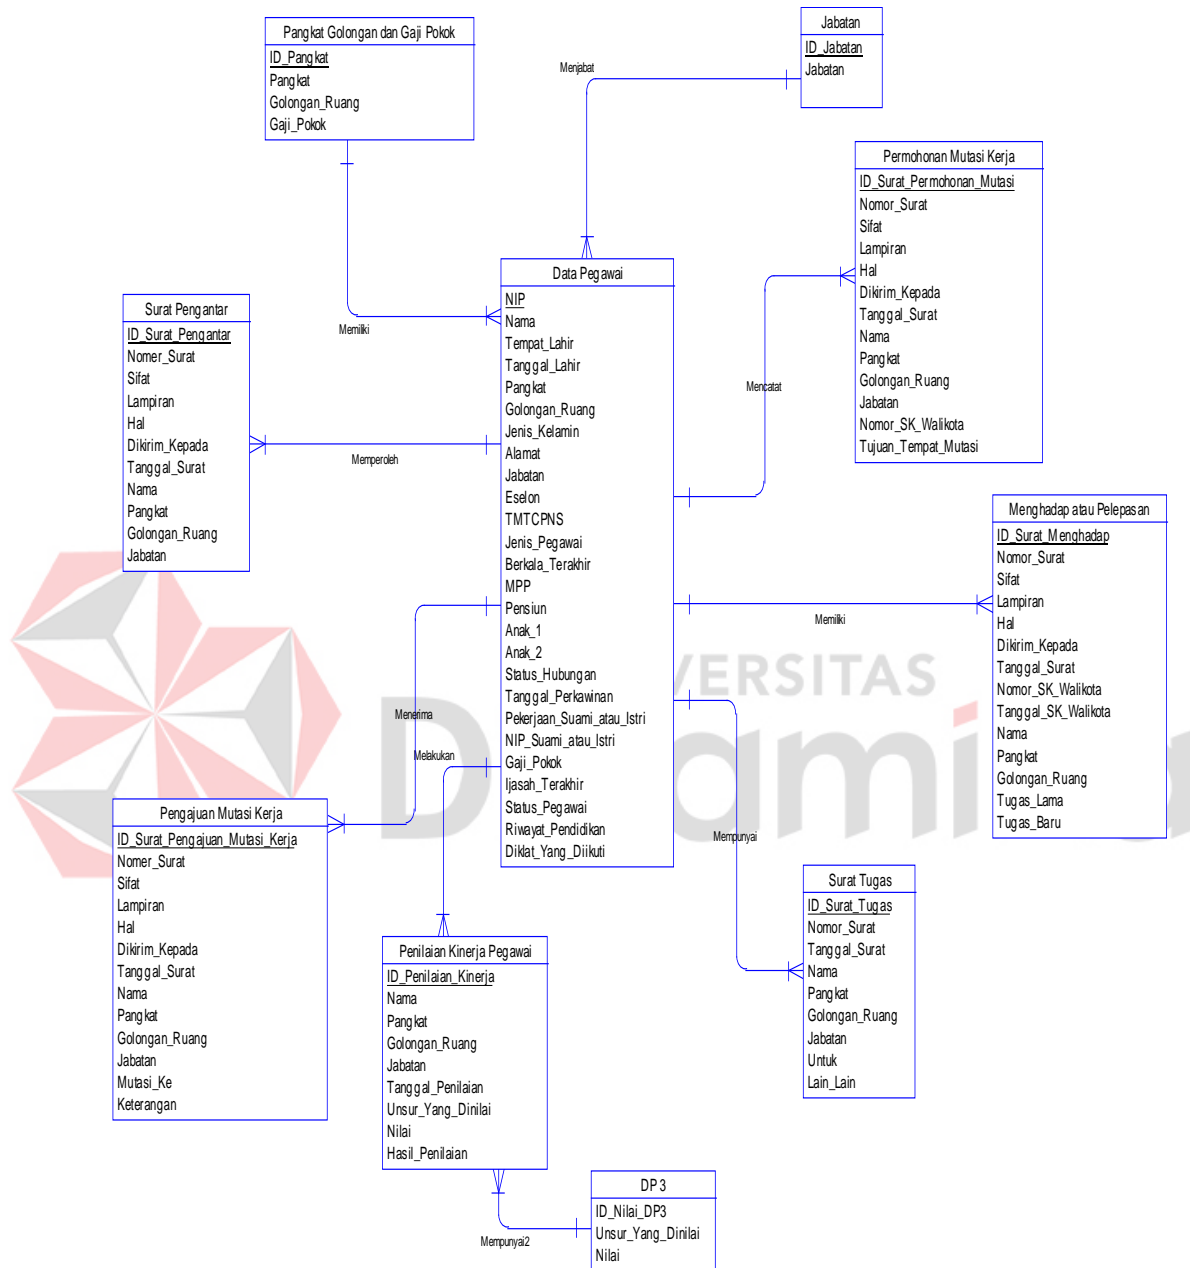 Pangkat Golongan dan Gaji Pokok
ID_Pangkat
Pangkat
Golongan_Ruang
Gaji_Pokok
Jabatan
ID_Jabatan
Jabatan
Menjabat
Permohonan Mutasi Kerja
ID_Surat_Permohonan_Mutasi
Nomor_Surat
Sifat
Lampiran
Hal
Dikirim_Kepada
Tanggal_Surat
Nama
Pangkat
Golongan_Ruang
Jabatan
Nomor_SK_Walikota
Tujuan_Tempat_Mutasi
Data Pegawai
NIP
Nama
Tempat_Lahir
Tanggal_Lahir
Pangkat
Golongan_Ruang
Jenis_Kelamin
Alamat
Jabatan
Eselon
TMTCPNS
Jenis_Pegawai
Berkala_Terakhir
MPP
Pensiun
Anak_1
Anak_2
Status_Hubungan
Tanggal_Perkawinan
Pekerjaan_Suami_atau_Istri
NIP_Suami_atau_Istri
Gaji_Pokok
Ijasah_Terakhir
Status_Pegawai
Riwayat_Pendidikan
Diklat_Yang_Diikuti
Surat Pengantar
ID_Surat_Pengantar
Nomer_Surat
Sifat
Lampiran
Hal
Dikirim_Kepada
Tanggal_Surat
Nama
Pangkat
Golongan_Ruang
Jabatan
Memiliki
Memperoleh
Mencatat
Menghadap atau Pelepasan
ID_Surat_Menghadap
Nomor_Surat
Sifat
Lampiran
Hal
Dikirim_Kepada
Tanggal_Surat
Nomor_SK_Walikota
Tanggal_SK_Walikota
Nama
Pangkat
Golongan_Ruang
Tugas_Lama
Tugas_Baru
Memiliki
Menerima
Melakukan
Mempunyai
Pengajuan Mutasi Kerja
ID_Surat_Pengajuan_Mutasi_Kerja
Nomer_Surat
Sifat
Lampiran
Hal
Dikirim_Kepada
Tanggal_Surat
Nama
Pangkat
Golongan_Ruang
Jabatan
Mutasi_Ke
Keterangan
Surat Tugas
ID_Surat_Tugas
Nomor_Surat
Tanggal_Surat
Nama
Pangkat
Golongan_Ruang
Jabatan
Untuk
Lain_Lain
Penilaian Kinerja Pegawai
ID_Penilaian_Kinerja
Nama
Pangkat
Golongan_Ruang
Jabatan
Tanggal_Penilaian
Unsur_Yang_Dinilai
Nilai
Hasil_Penilaian
DP 3
ID_Nilai_DP3
Unsur_Yang_Dinilai
Nilai
Mempunyai2